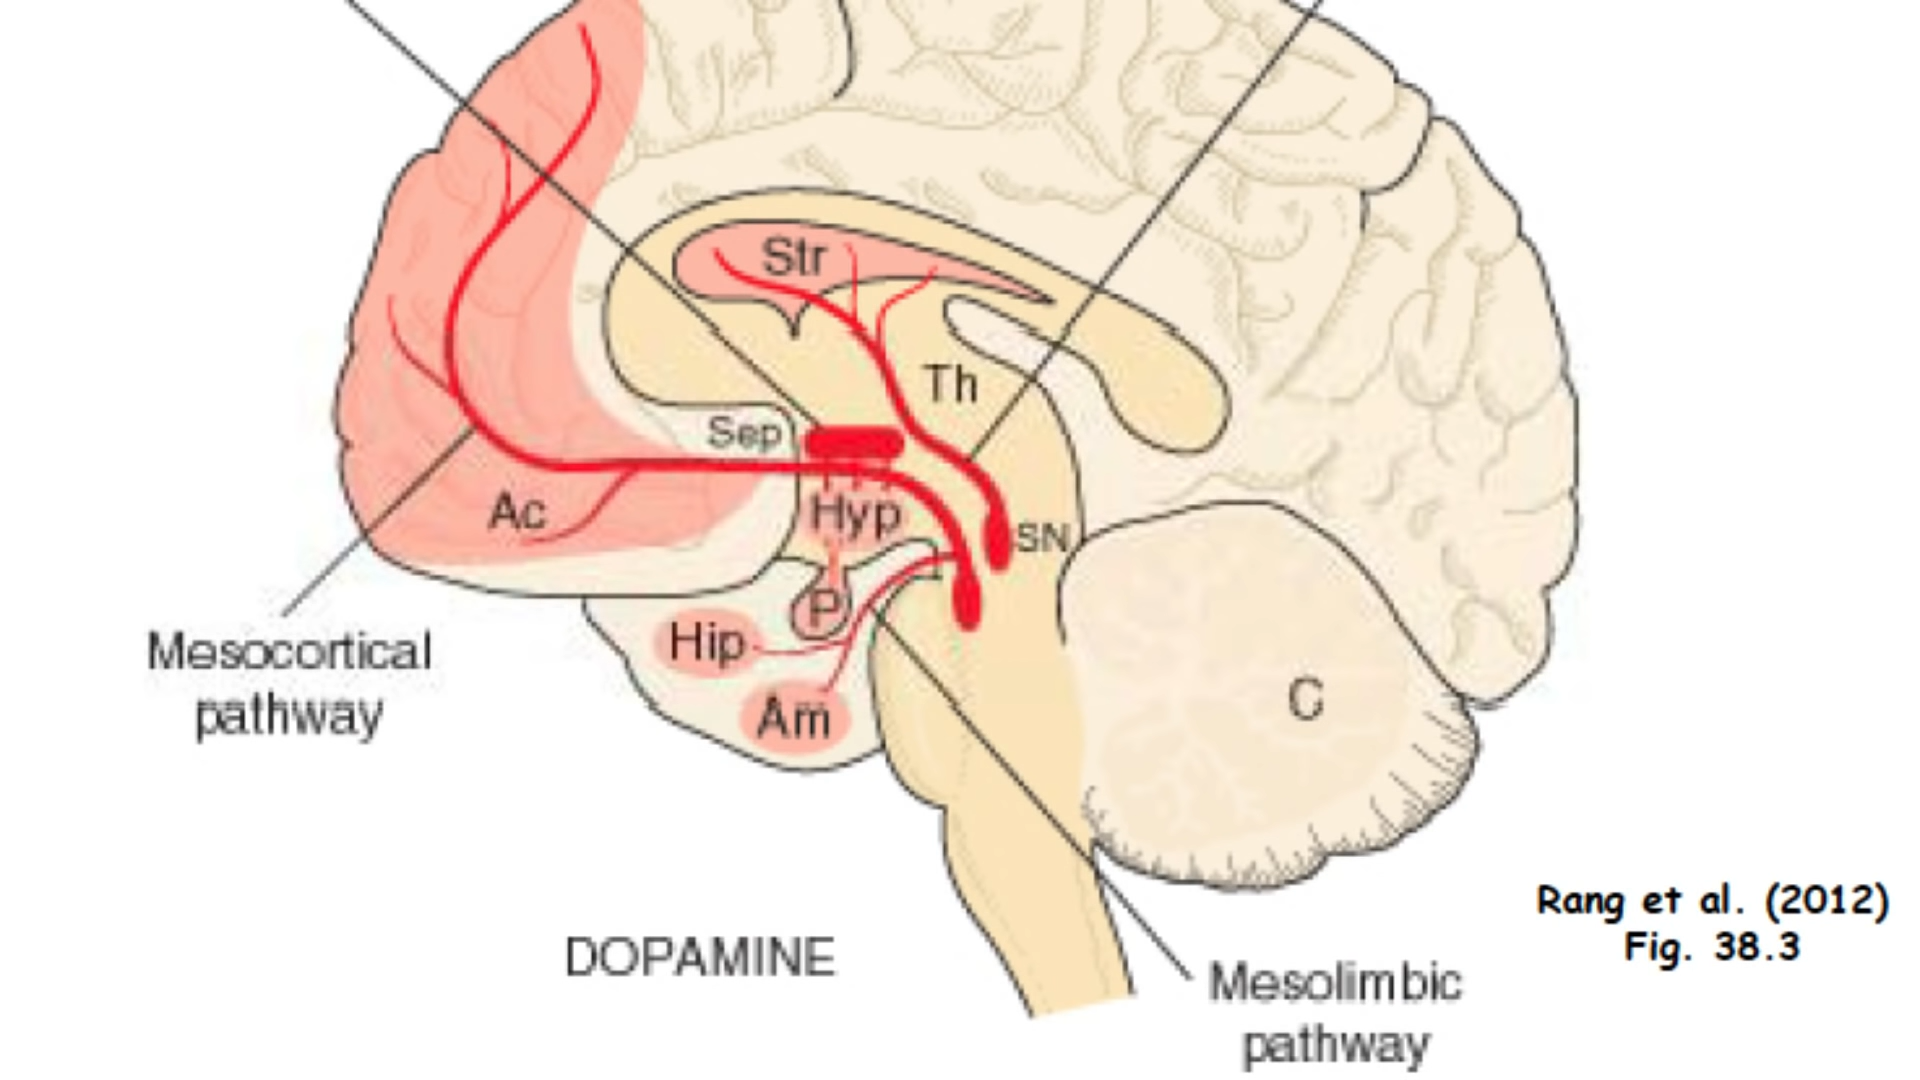 Str
Th
Sep
Ac
Hyp
SN
P
Hip
Am
C
Mesocortical
pathway
DOPAMINE
Mesolimbic
pathway
Rang et al. (2012)
Fig. 38.3